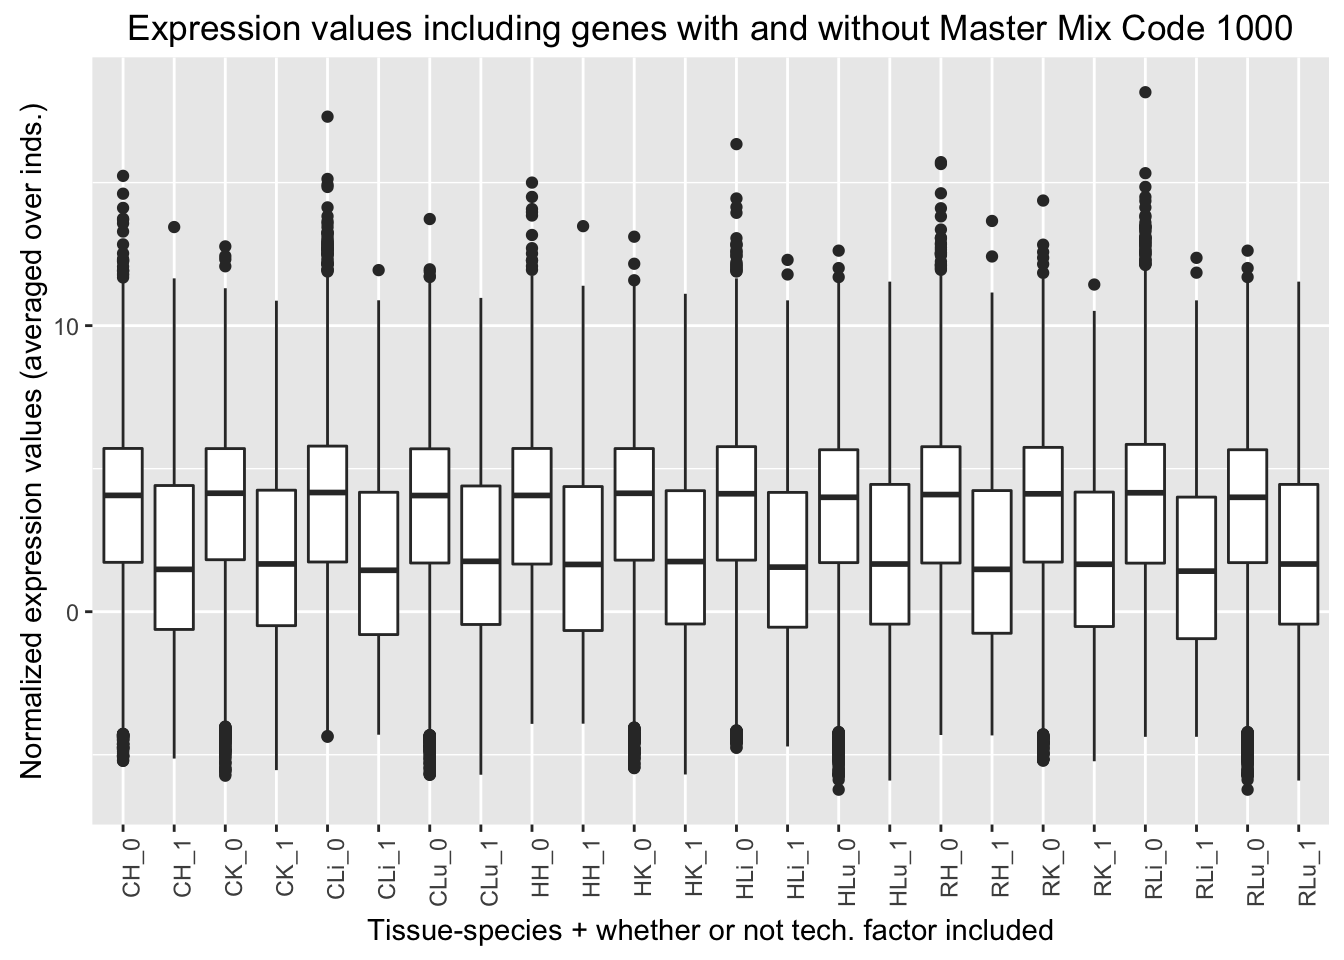 Expression values including genes with and without Master Mix Code 1000
Normalized expression values (averaged over inds.)
10
0
CH_0
CH_1
CK_0
CK_1
CLi_0
CLi_1
CLu_0
CLu_1
HH_0
HH_1
HK_0
HK_1
HLi_0
HLi_1
HLu_0
HLu_1
RH_0
RH_1
RK_0
RK_1
RLi_0
RLi_1
RLu_0
RLu_1
Tissue-species + whether or not tech. factor included